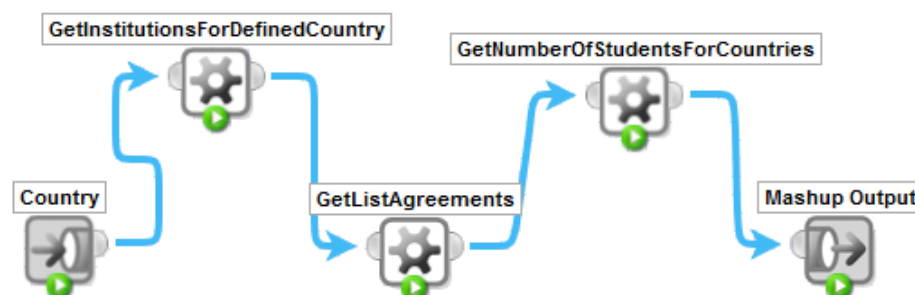 GetInstitutionsForDefinedCountry
GetNumberOfStudentsForCountries
Country
GetListAgreements
Mashup Output